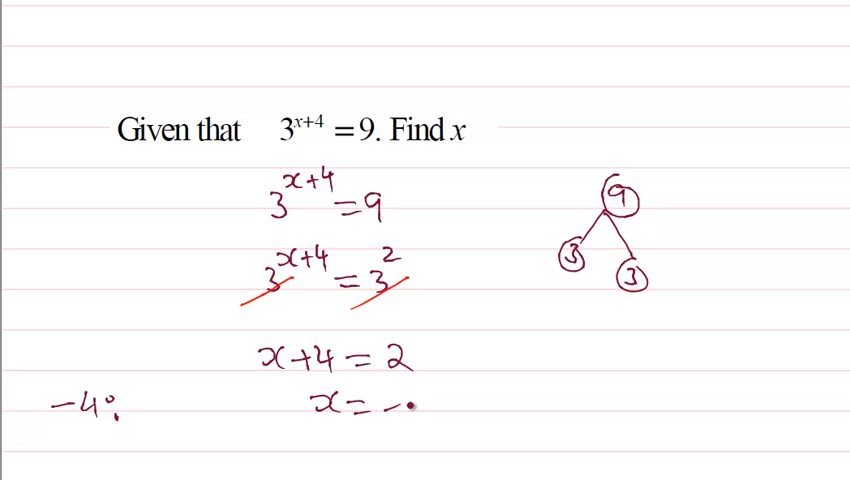 Given that 3^{x+4} = 9. Find x
3^{x+4} = 9
9
3^{x+4} = 3^2
3 3
x+4 = 2
-4: x = -